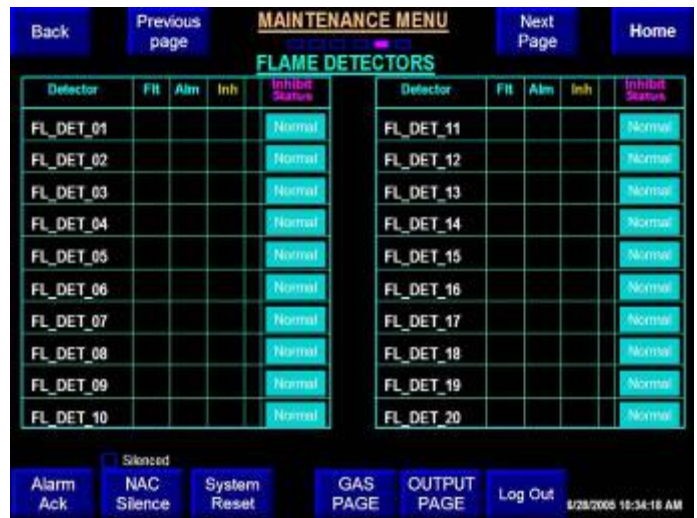 Back
Previous page
MAINTENANCE MENU
Next Page
Home
FLAME DETECTORS
Detector Flt Alm Inh Inhibit Status
Detector Flt Alm Inh Inhibit Status
FL_DET_01 Normal
FL_DET_11 Normal
FL_DET_02 Normal
FL_DET_12 Normal
FL_DET_03 Normal
FL_DET_13 Normal
FL_DET_04 Normal
FL_DET_14 Normal
FL_DET_05 Normal
FL_DET_15 Normal
FL_DET_06 Normal
FL_DET_16 Normal
FL_DET_07 Normal
FL_DET_17 Normal
FL_DET_08 Normal
FL_DET_18 Normal
FL_DET_09 Normal
FL_DET_19 Normal
FL_DET_10 Normal
FL_DET_20 Normal
Silenced
Alarm Ack
NAC Silence
System Reset
GAS PAGE
OUTPUT PAGE
Log Out
10:34:18 AM